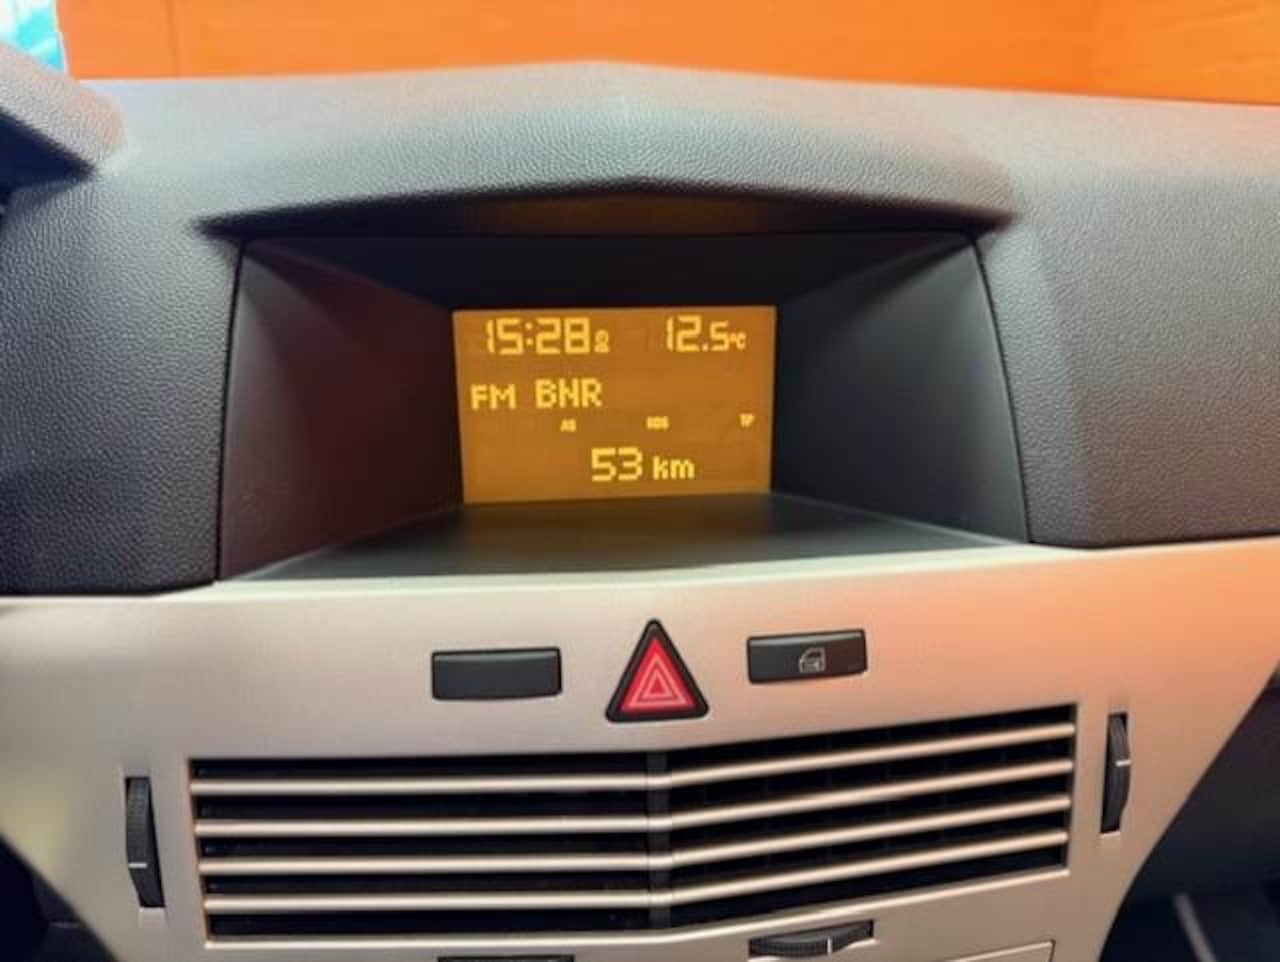 15:28 12.5°C
FM BNR
AS RDS TP
53 km